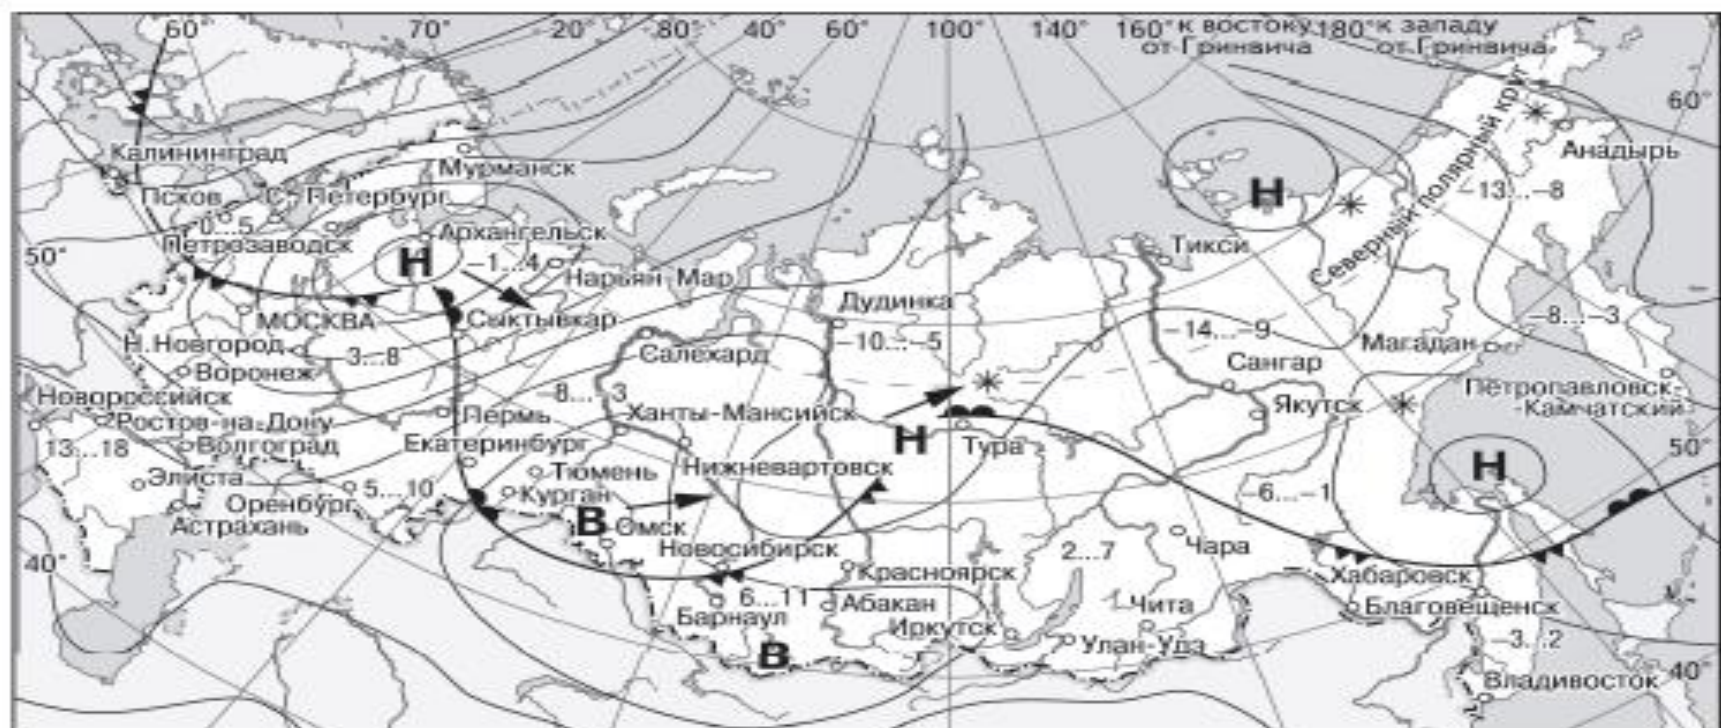 60° 70° 20° 80° 40° 60° 100° 140° 160° к востоку 180° к западу
от Гринвича от Гринвича
60°
Калининград
Мурманск
Анадырь
Псков С.-Петербург
-13...-8
Н
Северный полярный круг
0...5
Петрозаводск
Архангельск
Тикси
50°
Н
-1...4
Нарьян-Мар
Дудинка
МОСКВА
Сыктывкар
-8...-3
-14...-9
Н.Новгород
3...8
Салехард
-10...-5
Магадан
Сангар
Воронеж
Новороссийск
-8...3
Петропавловск-
-Камчатский
Ростов-на-Дону
Пермь
Ханты-Мансийск
Якутск
Волгоград
Екатеринбург
Н
Тура
50°
13...18
Нижневартовск
Н
Элиста
Тюмень
5...10
Курган
-6...-1
Оренбург
Астрахань
В
Омск
Новосибирск
2...7
Чара
40°
Красноярск
Хабаровск
6...11
Абакан
Чита
Благовещенск
Барнаул
Иркутск
Улан-Удэ
-3...2
В
40°
Владивосток